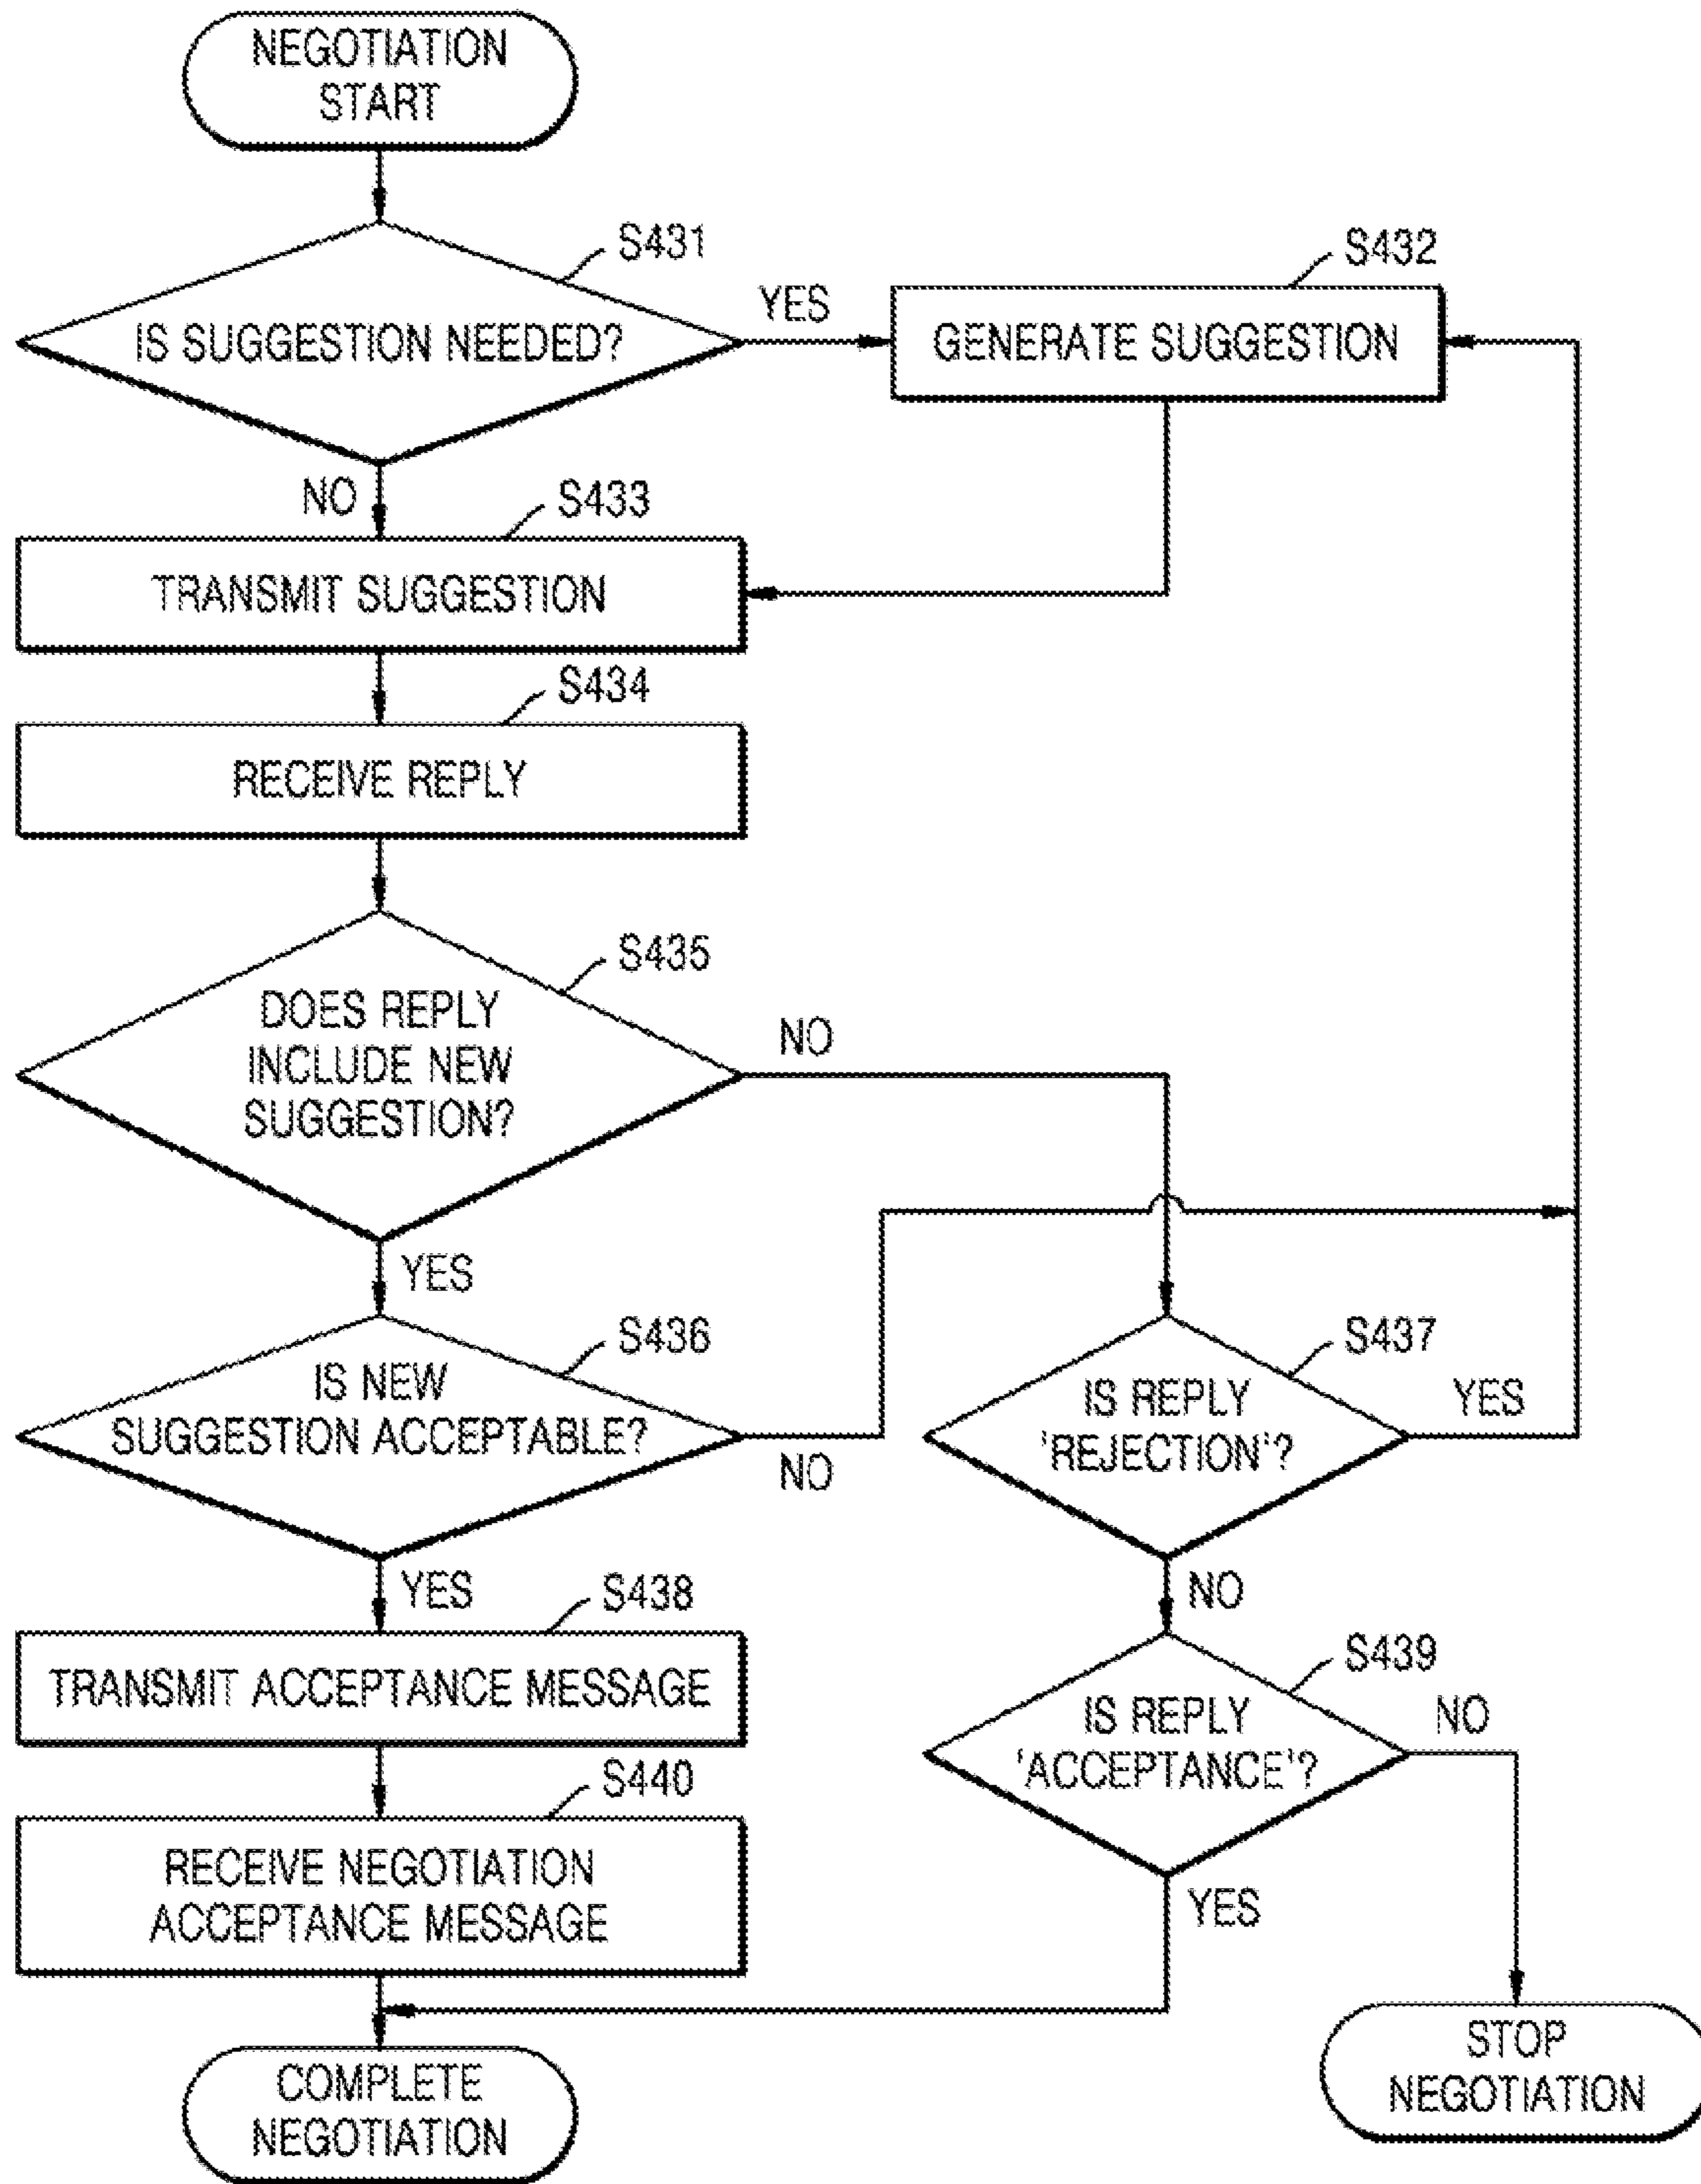 NEGOTIATION
START
S431
IS SUGGESTION NEEDED?
YES
S432
GENERATE SUGGESTION
NO
S433
TRANSMIT SUGGESTION
S434
RECEIVE REPLY
S435
DOES REPLY
INCLUDE NEW
SUGGESTION?
NO
YES
S436
IS NEW
SUGGESTION ACCEPTABLE?
NO
S437
IS REPLY
'REJECTION'?
YES
YES
NO
S438
TRANSMIT ACCEPTANCE MESSAGE
S439
IS REPLY
'ACCEPTANCE'?
NO
S440
RECEIVE NEGOTIATION
ACCEPTANCE MESSAGE
YES
COMPLETE
NEGOTIATION
STOP
NEGOTIATION